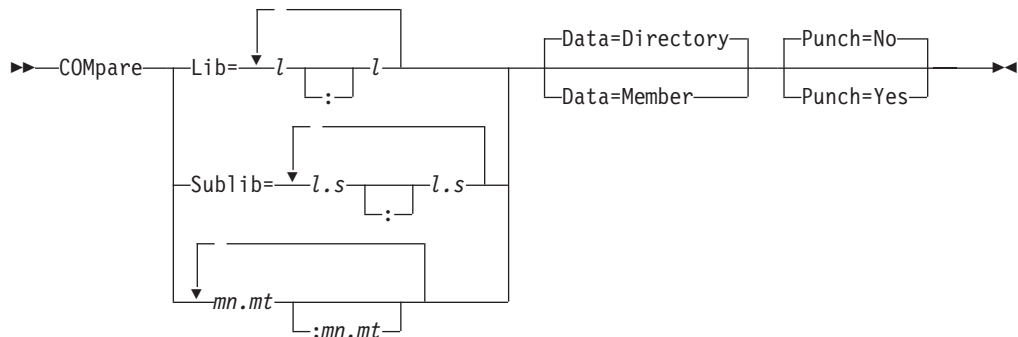 Data=Directory Punch=No
COMpare Lib= l l
: Data=Member Punch=Yes
Sublib= l.s l.s
:
mn.mt
:mn.mt